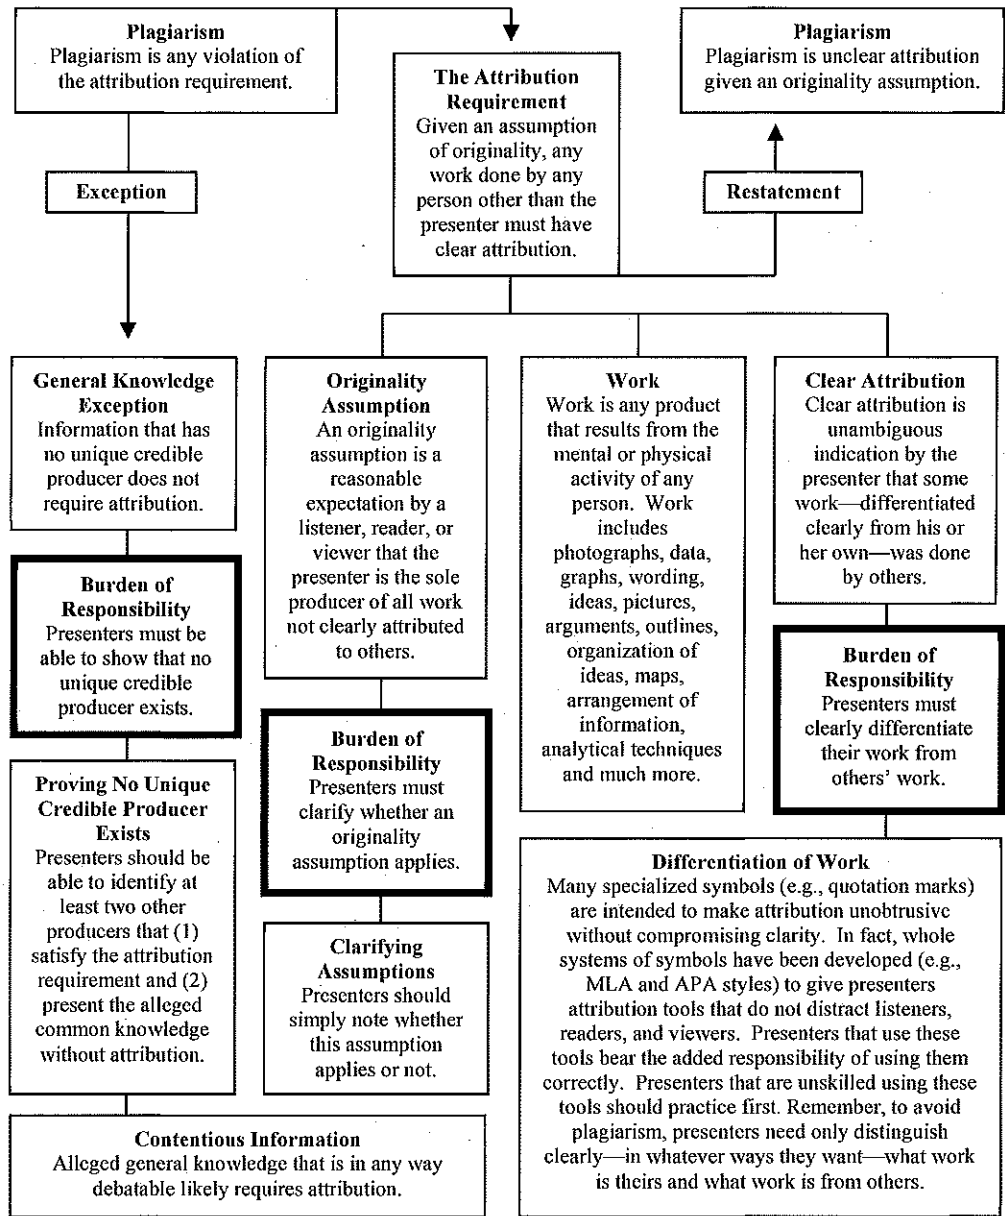 Plagiarism
Plagiarism is any violation of
the attribution requirement.
The Attribution
Requirement
Given an assumption
of originality, any
work done by any
person other than the
presenter must have
clear attribution.
Plagiarism
Plagiarism is unclear attribution
given an originality assumption.
Exception
Restatement
General Knowledge
Exception
Information that has
no unique credible
producer does not
require attribution.
Burden of
Responsibility
Presenters must be
able to show that no
unique credible
producer exists.
Proving No Unique
Credible Producer
Exists
Presenters should be
able to identify at
least two other
producers that (1)
satisfy the attribution
requirement and (2)
present the alleged
common knowledge
without attribution.
Originality
Assumption
An originality
assumption is a
reasonable
expectation by a
listener, reader, or
viewer that the
presenter is the sole
producer of all work
not clearly attributed
to others.
Burden of
Responsibility
Presenters must
clarify whether an
originality
assumption applies.
Clarifying
Assumptions
Presenters should
simply note whether
this assumption
applies or not.
Contentious Information
Alleged general knowledge that is in any way
debatable likely requires attribution.
Work
Work is any product
that results from the
mental or physical
activity of any
person. Work
includes
photographs, data,
graphs, wording,
ideas, pictures,
arguments, outlines,
organization of
ideas, maps,
arrangement of
information,
analytical techniques
and much more.
Clear Attribution
Clear attribution is
unambiguous
indication by the
presenter that some
work—differentiated
clearly from his or
her own—was done
by others.
Burden of
Responsibility
Presenters must
clearly differentiate
their work from
others' work.
Differentiation of Work
Many specialized symbols (e.g., quotation marks)
are intended to make attribution unobtrusive
without compromising clarity. In fact, whole
systems of symbols have been developed (e.g.,
MLA and APA styles) to give presenters
attribution tools that do not distract listeners,
readers, and viewers. Presenters that use these
tools bear the added responsibility of using them
correctly. Presenters that are unskilled using these
tools should practice first. Remember, to avoid
plagiarism, presenters need only distinguish
clearly—in whatever ways they want—what work
is theirs and what work is from others.